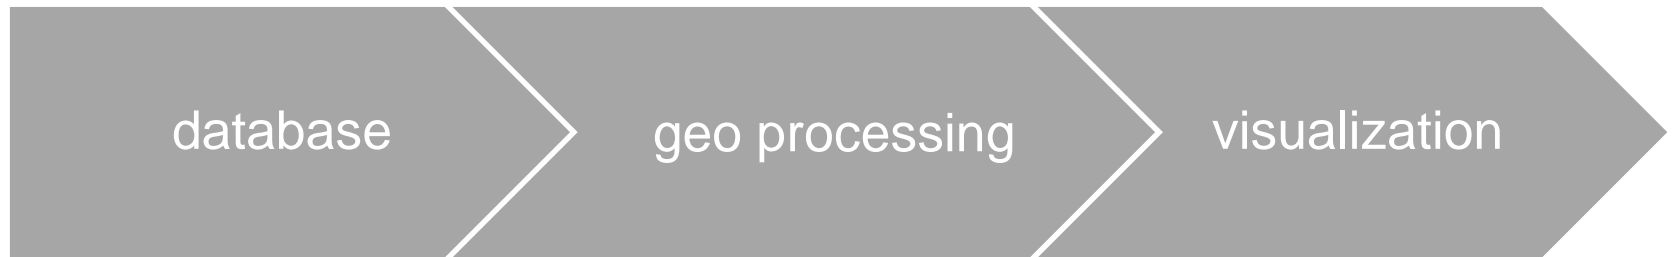 database
geo processing
visualization